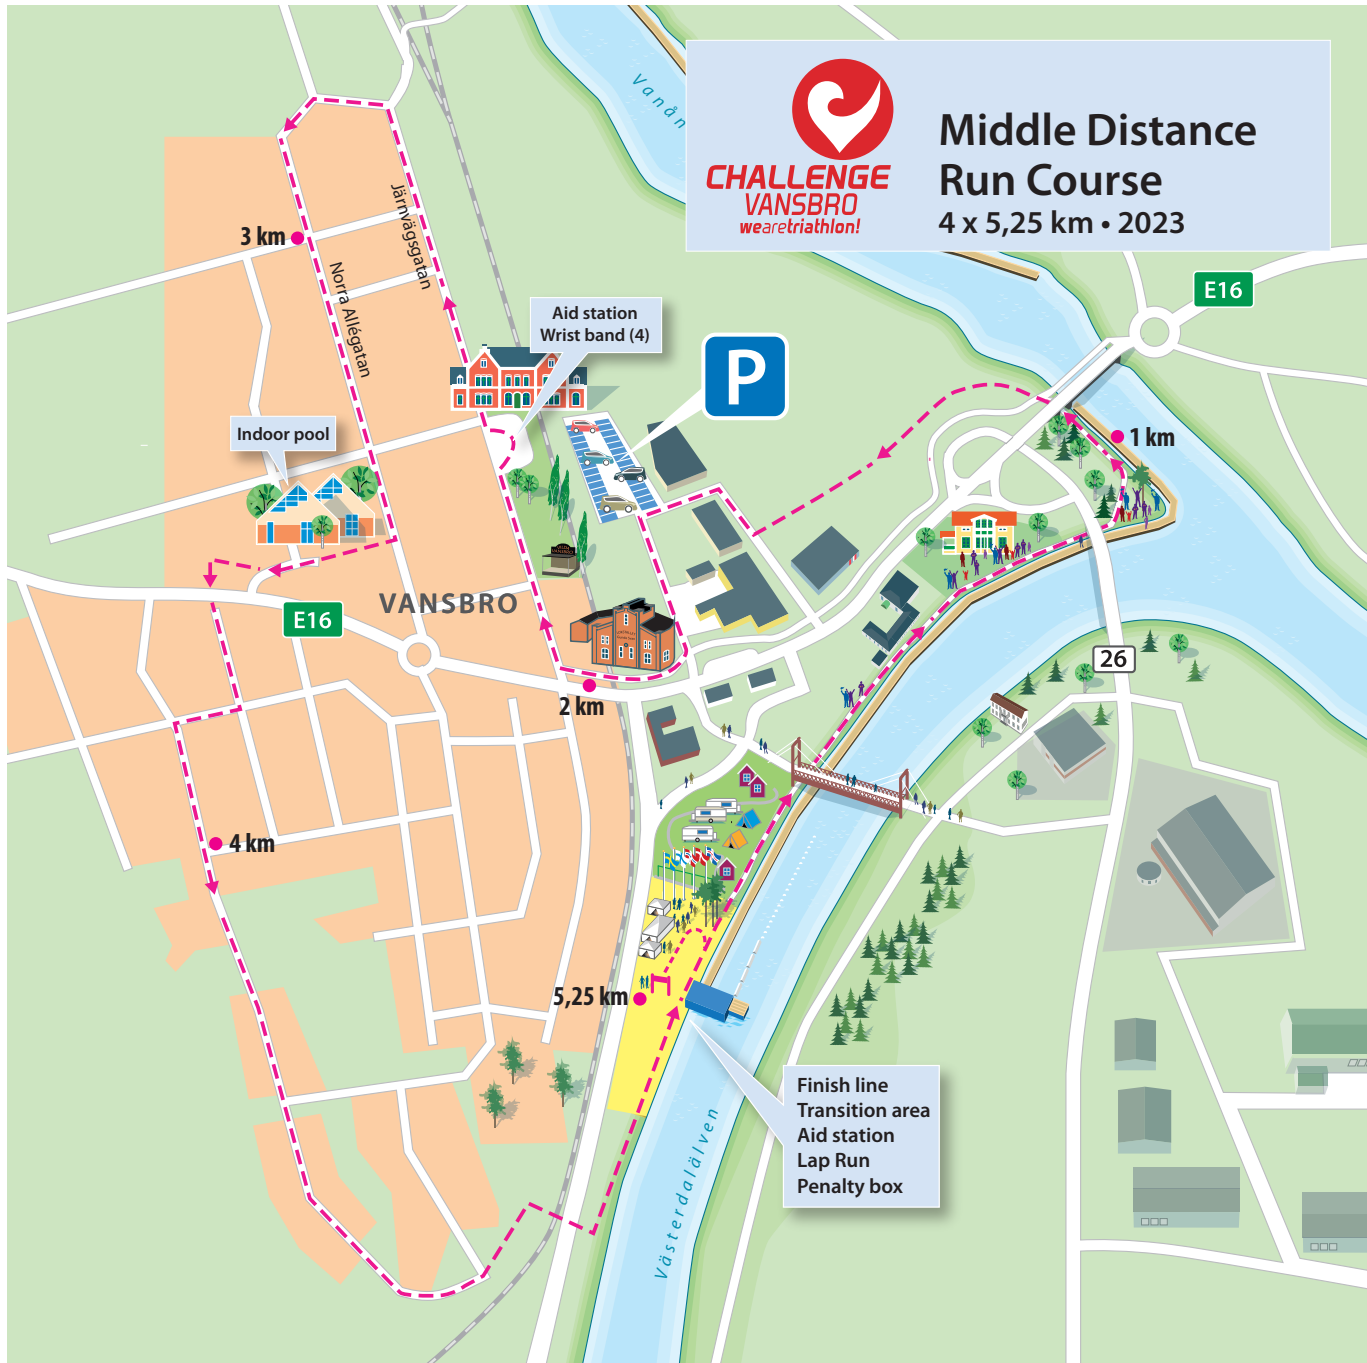 Vanån
CHALLENGE
VANSBRO
wearetriathlon!
Middle Distance
Run Course
4 x 5,25 km • 2023
3 km
Järnvägsgatan
Norra Allégatan
E16
Aid station
Wrist band (4)
P
Indoor pool
1 km
E16
VANSBRO
26
2 km
4 km
5,25 km
Finish line
Transition area
Aid station
Lap Run
Penalty box
Västerdalälven